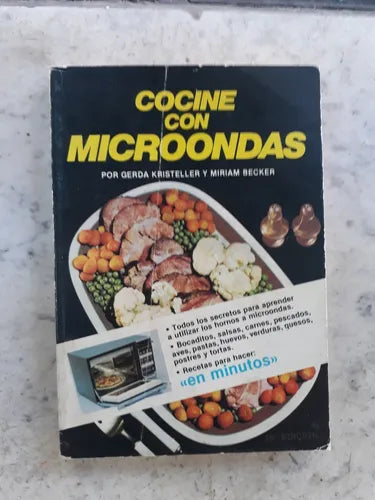 COCINE
CON
MICROONDAS
POR GERDA KRISTELLER Y MIRIAM BECKER
• Todos los secretos para aprender
a utilizar los hornos a microondas.
• Bocaditos, salsas, carnes, pescados,
aves, pastas, huevos, verduras, quesos,
postres y tortas.
• Recetas para hacer:
«en minutos»
EDICION